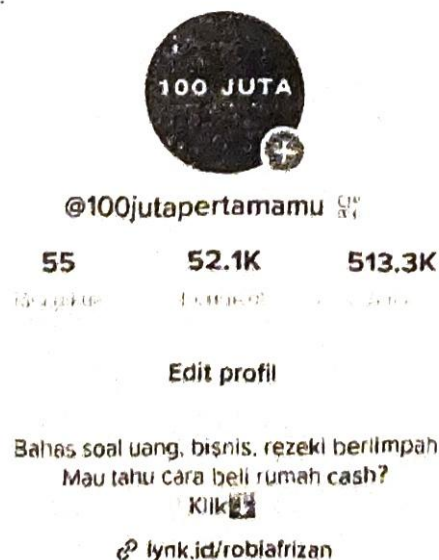 100 JUTA
@100jutapertamamu
55 52.1K 513.3K
Edit profil
Bahas soal uang, bisnis, rezeki berlimpah
Mau tahu cara beli rumah cash?
Klik
lynk.id/robiafrizan